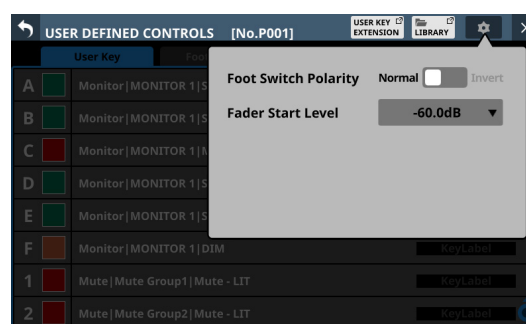 USER DEFINED CONTROLS [No.P001]
USER KEY EXTENSION
LIBRARY
User Key
Foot Switch Polarity Normal Invert
Fader Start Level -60.0dB
A Monitor|MONITOR 1|S
B Monitor|MONITOR 1|S
C Monitor|MONITOR 1|
D Monitor|MONITOR 1|S
E Monitor|MONITOR 1|S
F Monitor|MONITOR 1|DIM KeyLabel
1 Mute|Mute Group1|Mute - LIT KeyLabel
2 Mute|Mute Group2|Mute - LIT KeyLabel